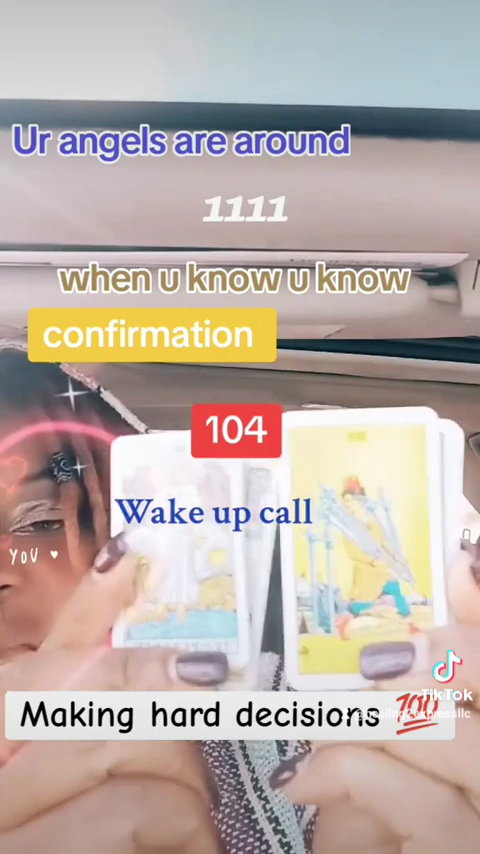 Ur angels are around
1111
when u know u know
confirmation
104
Wake up call
YOU
Making hard decisions 💯
TikTok